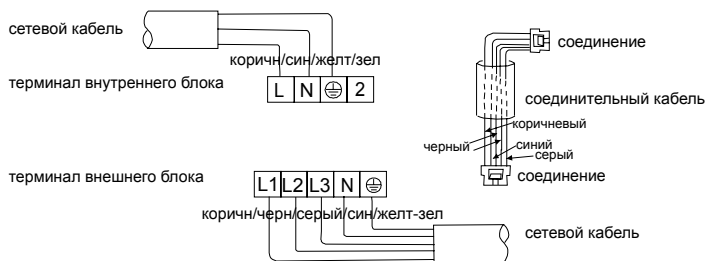 сетевой кабель
коричн/син/желт/зел
терминал внутреннего блока
L N 2
соединение
соединительный кабель
коричневый
черный
синий
серый
соединение
терминал внешнего блока
L1 L2 L3 N
коричн/черн/серый/син/желт-зел
сетевой кабель